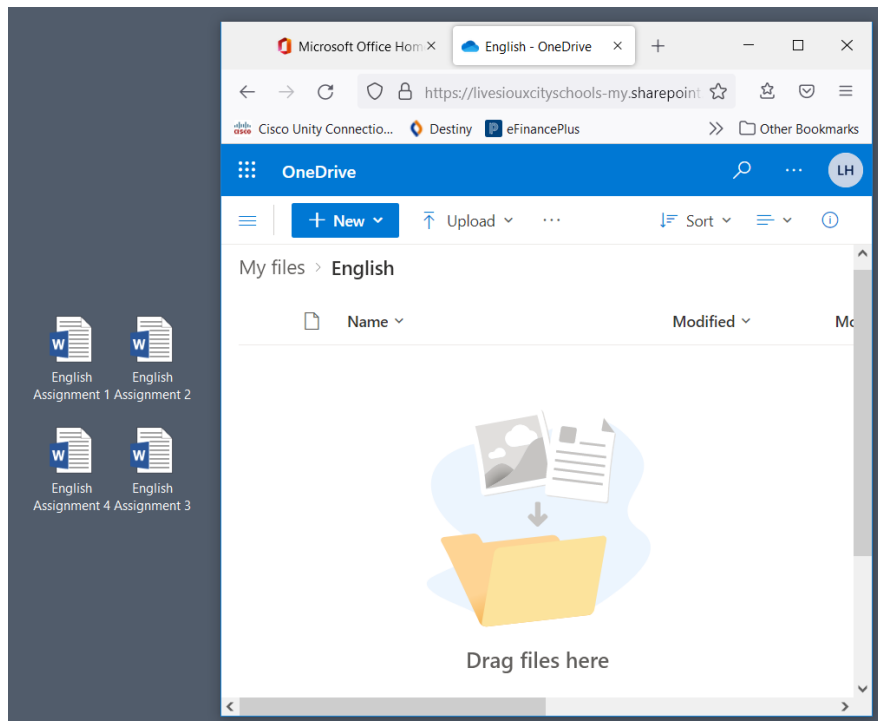 Microsoft Office Hom
English - OneDrive
https://livesiouxcityschools-my.sharepoint
cisco Cisco Unity Connectio...
Destiny
eFinancePlus
Other Bookmarks
OneDrive
LH
New
Upload
Sort
My files > English
Name
Modified
Mo
W
W
English
Assignment 1
English
Assignment 2
W
W
English
Assignment 4
English
Assignment 3
Drag files here